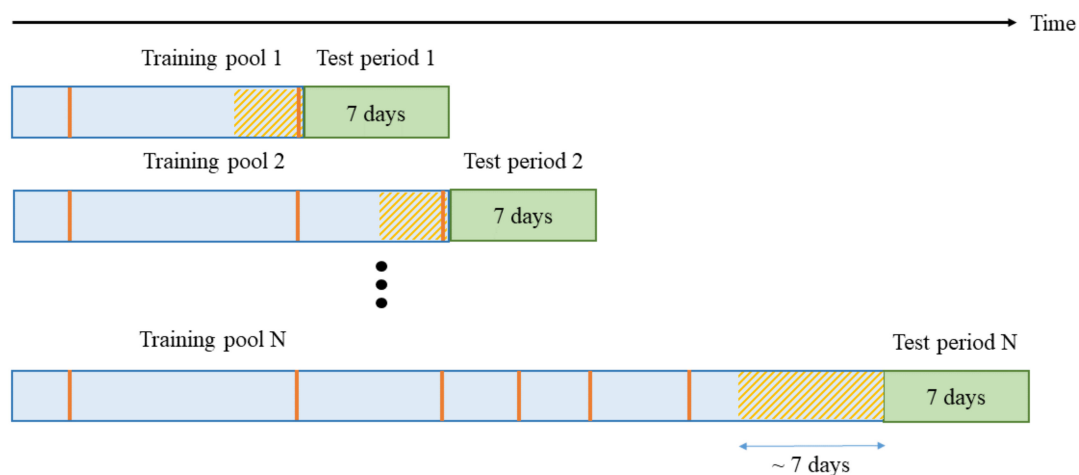 Time
Training pool 1
Test period 1
7 days
Training pool 2
Test period 2
7 days
Training pool N
Test period N
7 days
~ 7 days